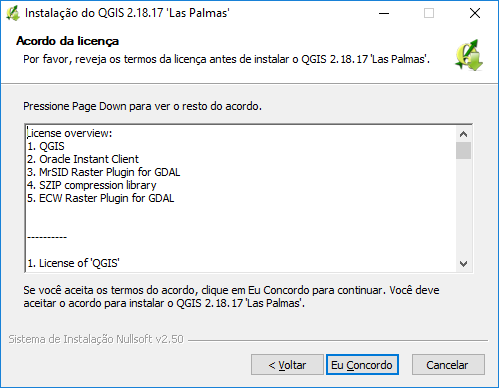 Instalação do QGIS 2.18.17 'Las Palmas'
Acordo da licença
Por favor, reveja os termos da licença antes de instalar o QGIS 2.18.17 'Las Palmas'.
Pressione Page Down para ver o resto do acordo.
License overview:
1. QGIS
2. Oracle Instant Client
3. MrSID Raster Plugin for GDAL
4. SZIP compression library
5. ECW Raster Plugin for GDAL
----------
1. License of 'QGIS'
Se você aceita os termos do acordo, clique em Eu Concordo para continuar. Você deve
aceitar o acordo para instalar o QGIS 2.18.17 'Las Palmas'.
Sistema de Instalação Nullsoft v2.50
< Voltar Eu Concordo Cancelar